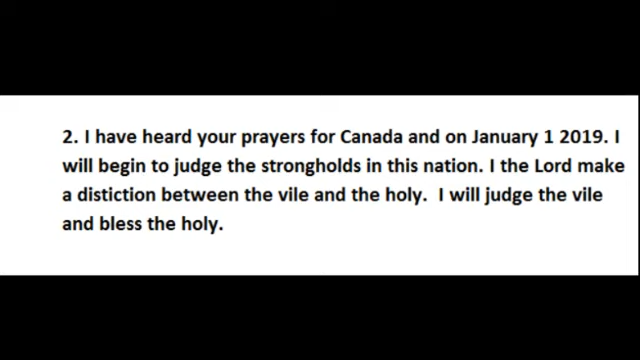 2. I have heard your prayers for Canada and on January 1 2019. I
will begin to judge the strongholds in this nation. I the Lord make
a distiction between the vile and the holy.  I will judge the vile
and bless the holy.